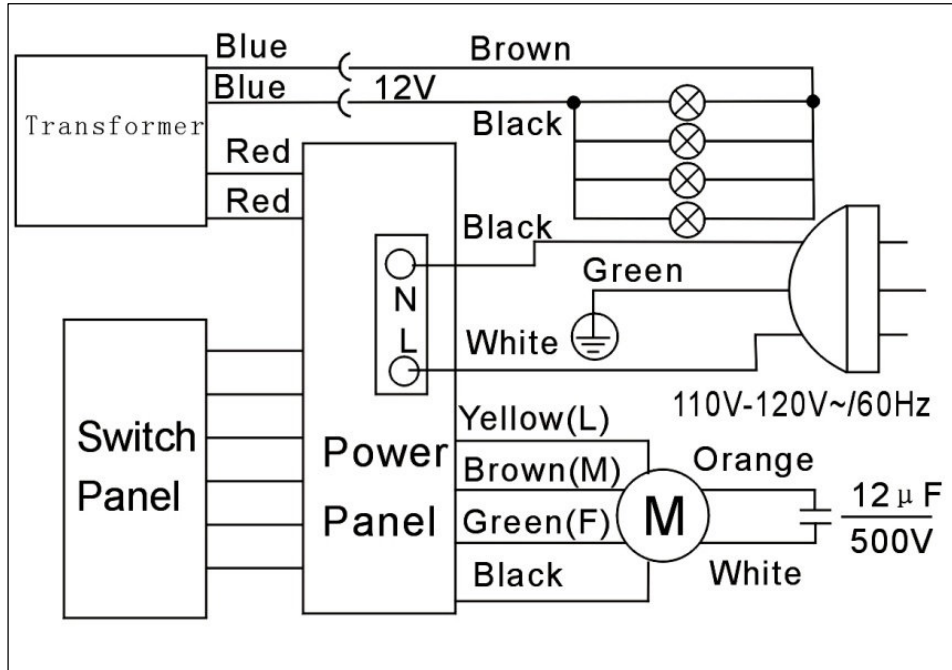 Blue
Brown
Blue
12V
Black
Transformer
Red
Red
Black
N
Green
L
White
110V-120V~/60Hz
Switch
Panel
Power
Panel
Yellow(L)
Brown(M)
Green(F)
Black
M
Orange
White
12μF
500V